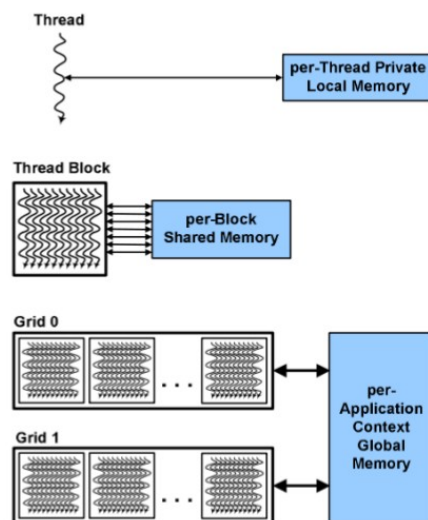 Thread
per-Thread Private
Local Memory
Thread Block
per-Block
Shared Memory
Grid 0
. . .
per-
Application
Context
Global
Memory
Grid 1
. . .